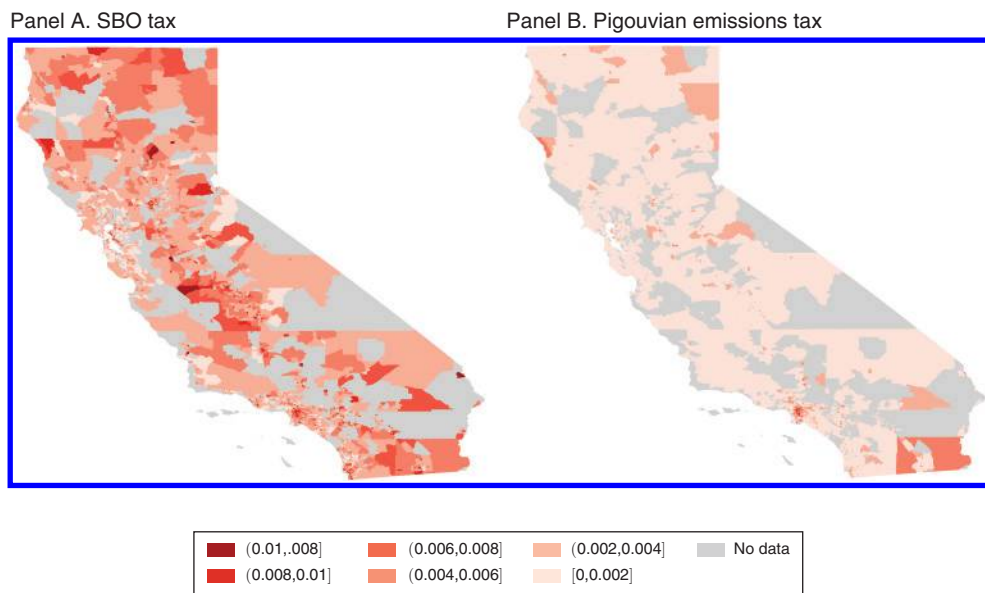 Panel A. SBO tax
Panel B. Pigouvian emissions tax
(0.01,.008]
(0.006,0.008]
(0.002,0.004]
No data
(0.008,0.01]
(0.004,0.006]
[0,0.002]